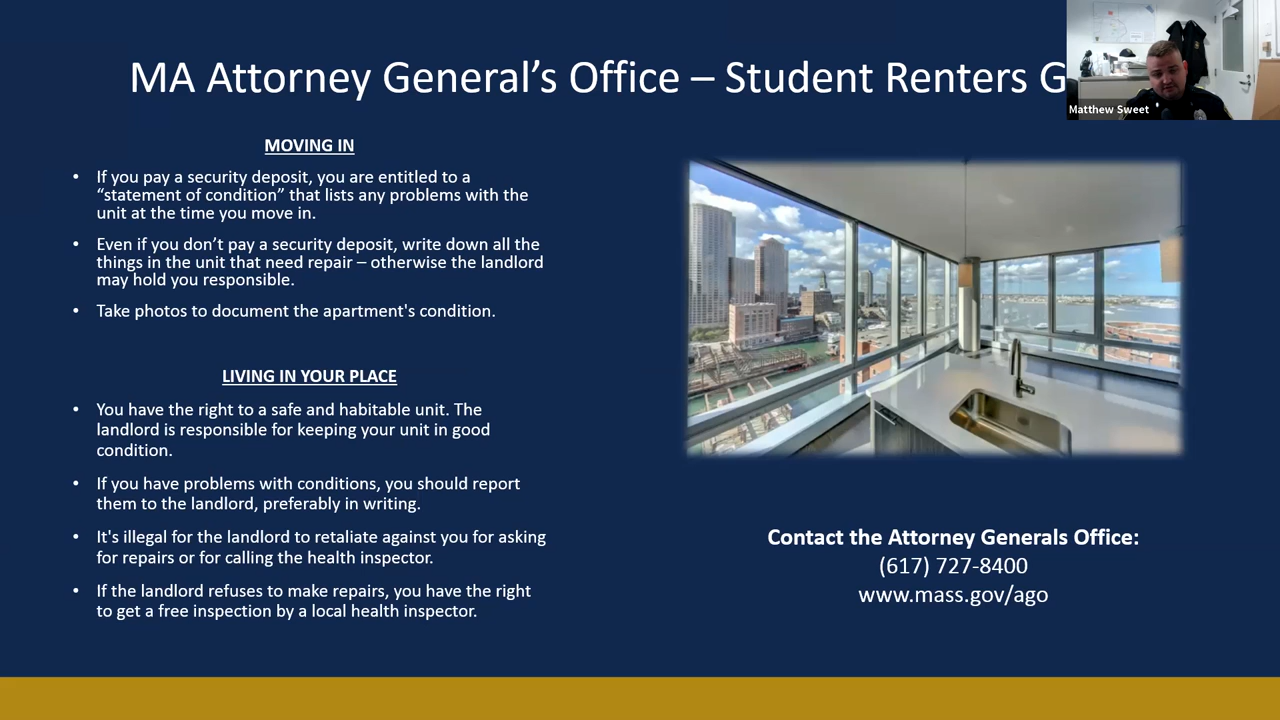 MA Attorney General’s Office – Student Renters G
Matthew Sweet
MOVING IN
• If you pay a security deposit, you are entitled to a
“statement of condition” that lists any problems with the
unit at the time you move in.
• Even if you don’t pay a security deposit, write down all the
things in the unit that need repair – otherwise the landlord
may hold you responsible.
• Take photos to document the apartment's condition.
LIVING IN YOUR PLACE
• You have the right to a safe and habitable unit. The
landlord is responsible for keeping your unit in good
condition.
• If you have problems with conditions, you should report
them to the landlord, preferably in writing.
• It's illegal for the landlord to retaliate against you for asking
for repairs or for calling the health inspector.
• If the landlord refuses to make repairs, you have the right
to get a free inspection by a local health inspector.
Contact the Attorney Generals Office:
(617) 727-8400
www.mass.gov/ago